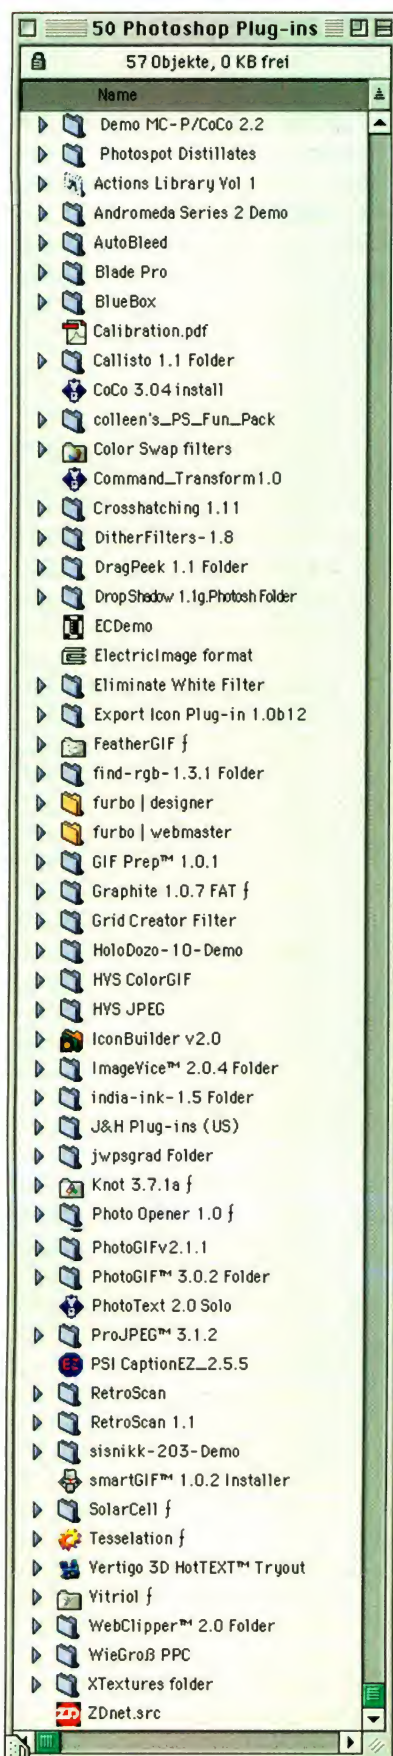 50 Photoshop Plug-ins
57 Objekte, 0 KB frei
Name
Demo MC-P/CoCo 2.2
Photospot Distillates
Actions Library Vol 1
Andromeda Series 2 Demo
AutoBleed
Blade Pro
BlueBox
Calibration.pdf
Callisto 1.1 Folder
CoCo 3.04 install
colleen's_PS_Fun_Pack
Color Swap filters
Command_Transform1.0
Crosshatching 1.11
DitherFilters-1.8
DragPeek 1.1 Folder
DropShadow 1.1g.Photosh Folder
ECDemo
ElectricImage format
Eliminate White Filter
Export Icon Plug-in 1.0b12
FeatherGIF ƒ
find-rgb-1.3.1 Folder
furbo | designer
furbo | webmaster
GIF Prep™ 1.0.1
Graphite 1.0.7 FAT ƒ
Grid Creator Filter
HoloDozo-10-Demo
HVS ColorGIF
HVS JPEG
IconBuilder v2.0
ImageVice™ 2.0.4 Folder
india-ink-1.5 Folder
J&H Plug-ins (US)
jwpsgrad Folder
Knot 3.7.1a ƒ
Photo Opener 1.0 ƒ
PhotoGIFv2.1.1
PhotoGIF™ 3.0.2 Folder
PhotoText 2.0 Solo
ProJPEG™ 3.1.2
EZ PSI CaptionEZ_2.5.5
RetroScan
RetroScan 1.1
sisnikk-203-Demo
smartGIF™ 1.0.2 Installer
SolarCell ƒ
Tesselation ƒ
Vertigo 3D HotTEXT™ Tryout
Vitriol ƒ
WebClipper™ 2.0 Folder
WieGroß PPC
XTextures folder
ZD ZDnet.src